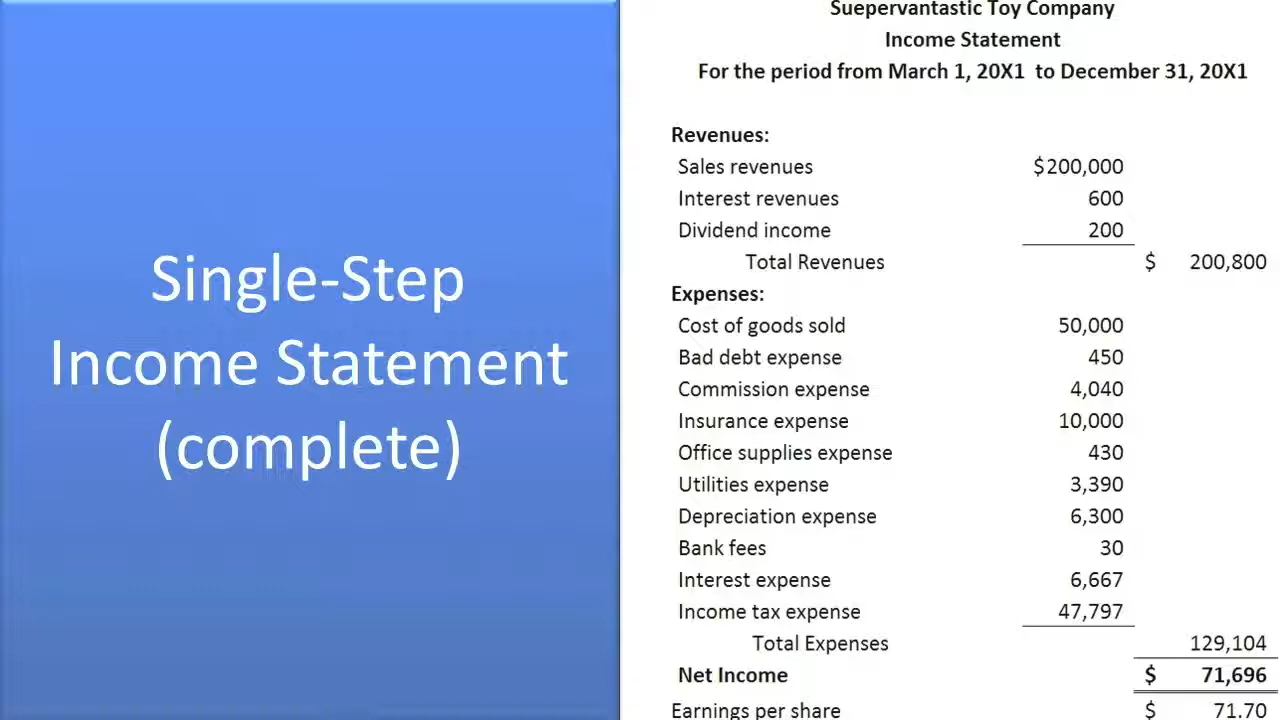 Single-Step
Income Statement
(complete)
Suepervantastic Toy Company
Income Statement
For the period from March 1, 20X1 to December 31, 20X1
Revenues:
Sales revenues $200,000
Interest revenues 600
Dividend income 200
Total Revenues $ 200,800
Expenses:
Cost of goods sold 50,000
Bad debt expense 450
Commission expense 4,040
Insurance expense 10,000
Office supplies expense 430
Utilities expense 3,390
Depreciation expense 6,300
Bank fees 30
Interest expense 6,667
Income tax expense 47,797
Total Expenses 129,104
Net Income $ 71,696
Earnings per share $ 71.70